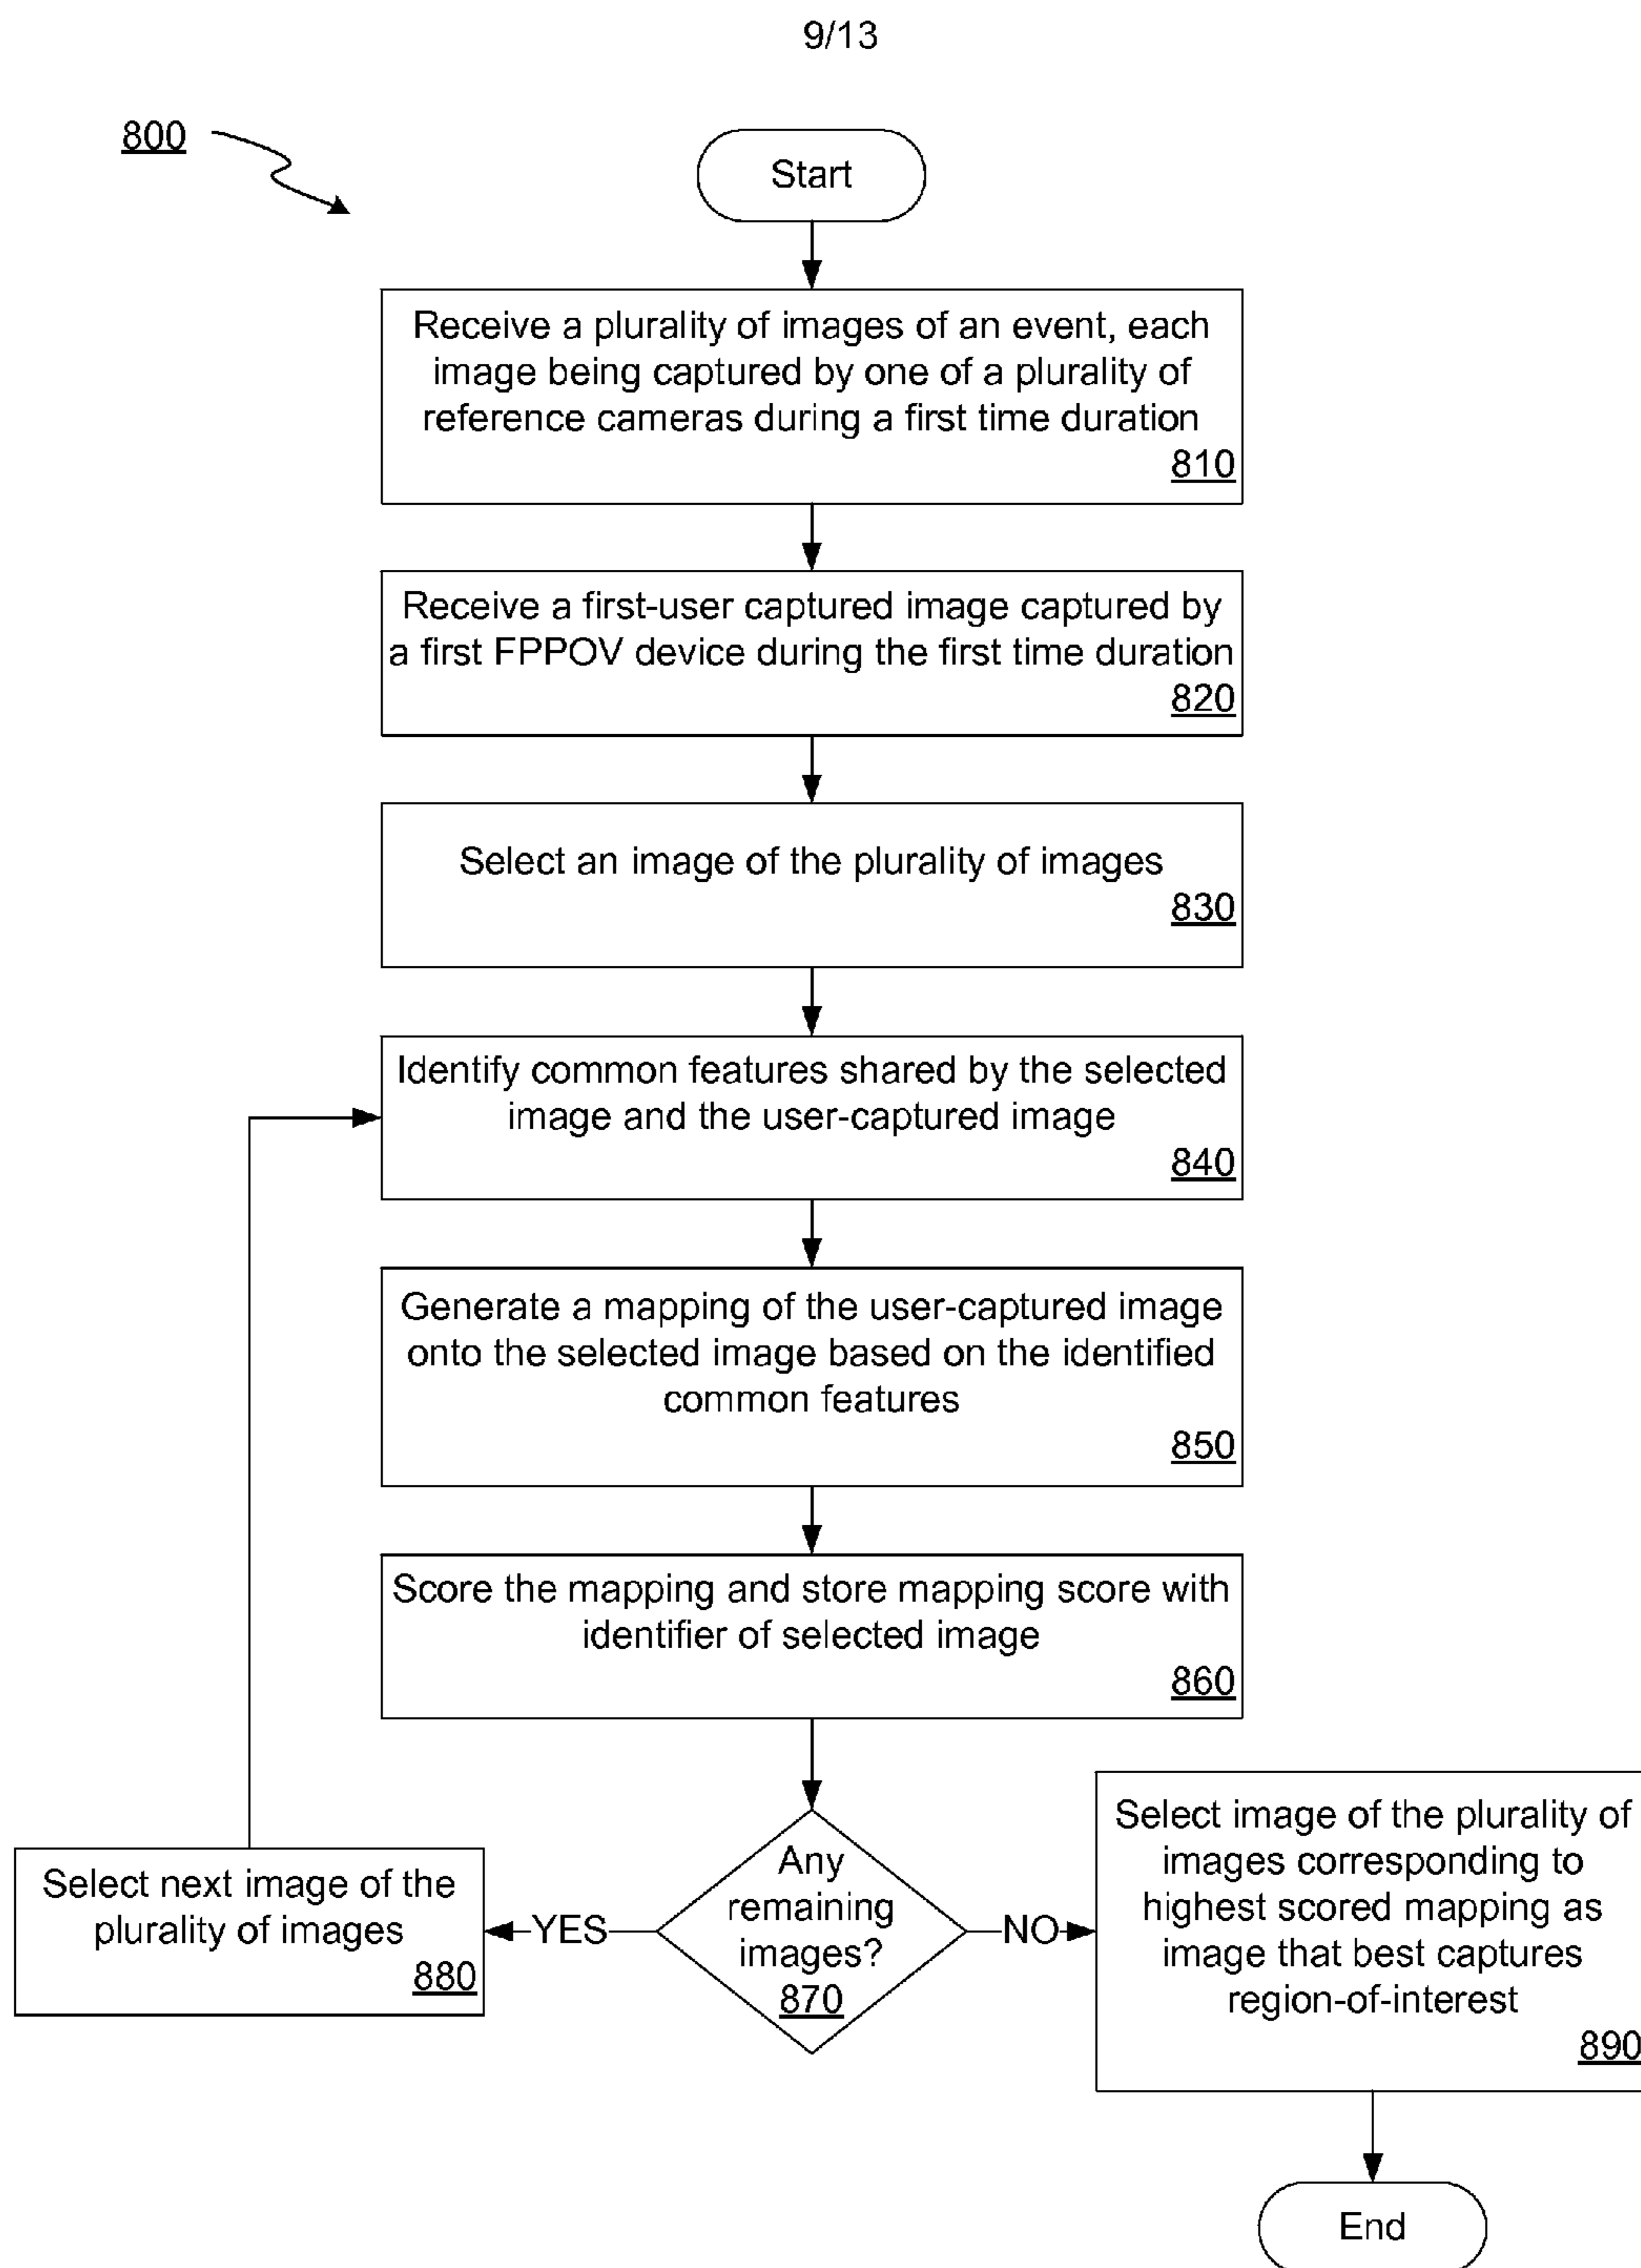 9/13
800
Start
Receive a plurality of images of an event, each
image being captured by one of a plurality of
reference cameras during a first time duration
810
Receive a first-user captured image captured by
a first FPPOV device during the first time duration
820
Select an image of the plurality of images
830
Identify common features shared by the selected
image and the user-captured image
840
Generate a mapping of the user-captured image
onto the selected image based on the identified
common features
850
Score the mapping and store mapping score with
identifier of selected image
860
Any
remaining
images?
870
YES
Select next image of the
plurality of images
880
NO
Select image of the plurality of
images corresponding to
highest scored mapping as
image that best captures
region-of-interest
890
End